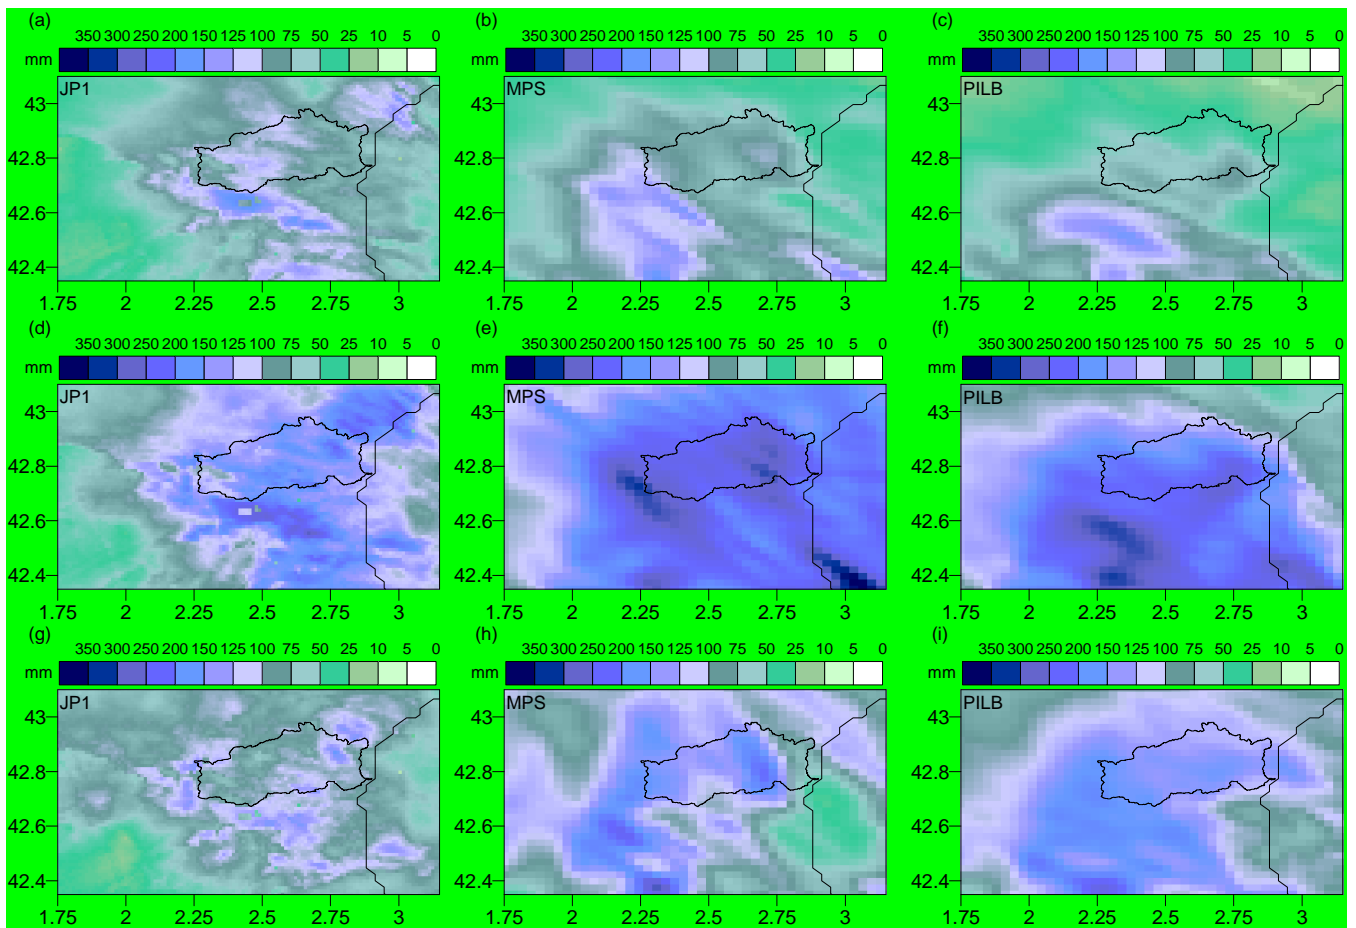 (a) (b) (c)
350 300 250 200 150 125 100 75 50 25 10 5 0 350 300 250 200 150 125 100 75 50 25 10 5 0 350 300 250 200 150 125 100 75 50 25 10 5 0
mm mm mm
JP1 MPS PILB
43 43 43
42.8 42.8 42.8
42.6 42.6 42.6
42.4 42.4 42.4
1.75 2 2.25 2.5 2.75 3 1.75 2 2.25 2.5 2.75 3 1.75 2 2.25 2.5 2.75 3
(d) (e) (f)
350 300 250 200 150 125 100 75 50 25 10 5 0 350 300 250 200 150 125 100 75 50 25 10 5 0 350 300 250 200 150 125 100 75 50 25 10 5 0
mm mm mm
JP1 MPS PILB
43 43 43
42.8 42.8 42.8
42.6 42.6 42.6
42.4 42.4 42.4
1.75 2 2.25 2.5 2.75 3 1.75 2 2.25 2.5 2.75 3 1.75 2 2.25 2.5 2.75 3
(g) (h) (i)
350 300 250 200 150 125 100 75 50 25 10 5 0 350 300 250 200 150 125 100 75 50 25 10 5 0 350 300 250 200 150 125 100 75 50 25 10 5 0
mm mm mm
JP1 MPS PILB
43 43 43
42.8 42.8 42.8
42.6 42.6 42.6
42.4 42.4 42.4
1.75 2 2.25 2.5 2.75 3 1.75 2 2.25 2.5 2.75 3 1.75 2 2.25 2.5 2.75 3